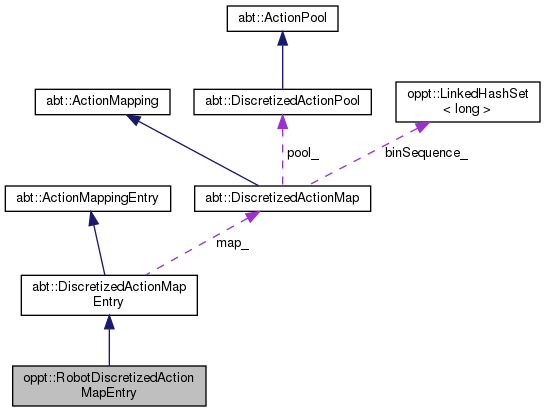 abt::ActionPool
abt::ActionMapping
abt::DiscretizedActionPool
oppt::LinkedHashSet
< long >
pool_
binSequence_
abt::ActionMappingEntry
abt::DiscretizedActionMap
map_
abt::DiscretizedActionMap
Entry
oppt::RobotDiscretizedAction
MapEntry